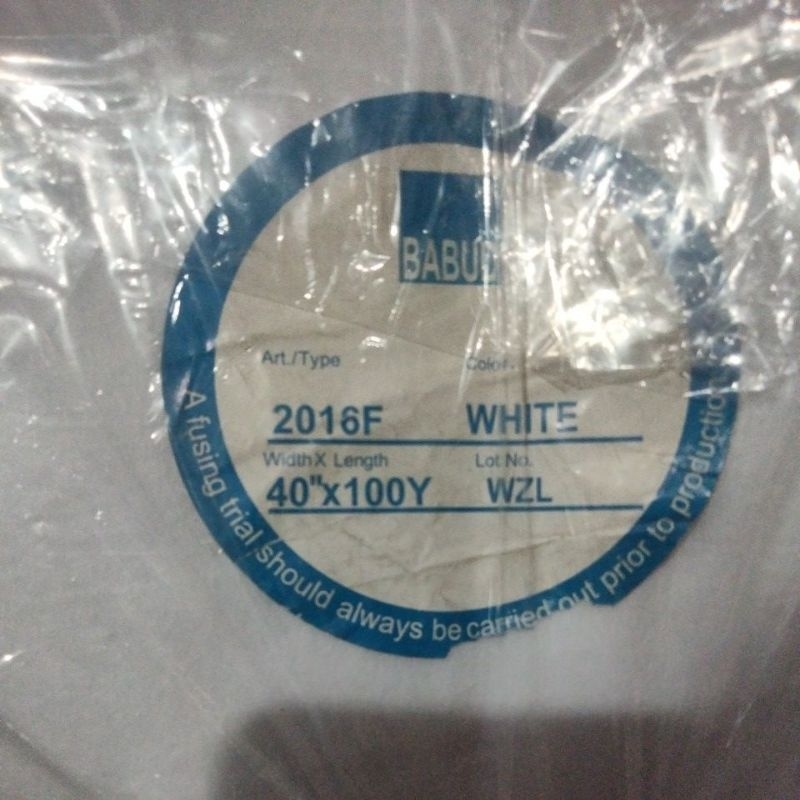 BABUD
Art./Type Color.
2016F WHITE
Width X Length Lot No.
40"x100Y WZL
A fusing trial should always be carried out prior to production